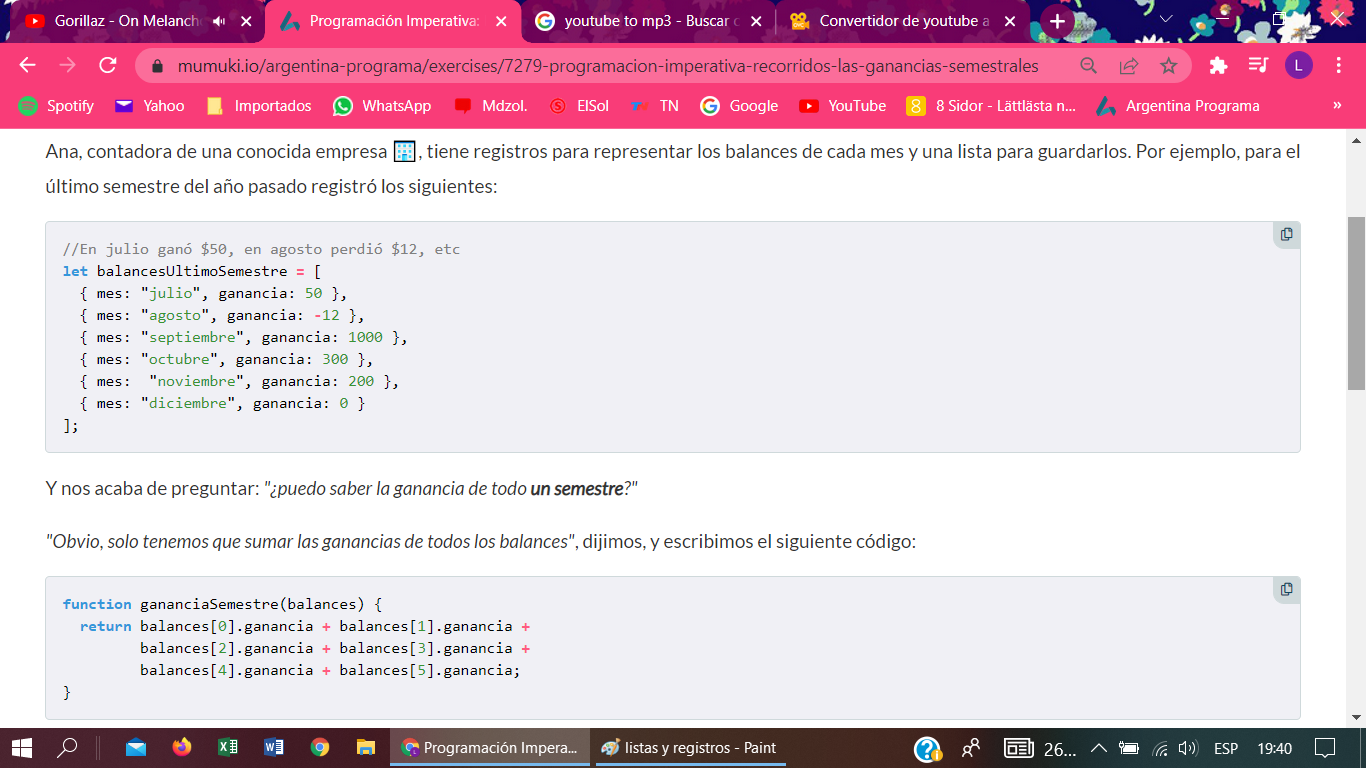 Gorillaz - On Melanch
Programación Imperativa:
youtube to mp3 - Buscar c
Convertidor de youtube a
mumuki.io/argentina-programa/exercises/7279-programacion-imperativa-recorridos-las-ganancias-semestrales
L
Spotify
Yahoo
Importados
WhatsApp
Mdzol.
ElSol
TN
Google
YouTube
8 Sidor - Lättlästa n...
Argentina Programa
»
Ana, contadora de una conocida empresa , tiene registros para representar los balances de cada mes y una lista para guardarlos. Por ejemplo, para el
último semestre del año pasado registró los siguientes:
//En julio ganó $50, en agosto perdió $12, etc
let balancesUltimoSemestre = [
{ mes: "julio", ganancia: 50 },
{ mes: "agosto", ganancia: -12 },
{ mes: "septiembre", ganancia: 1000 },
{ mes: "octubre", ganancia: 300 },
{ mes:  "noviembre", ganancia: 200 },
{ mes: "diciembre", ganancia: 0 }
];
Y nos acaba de preguntar: "¿puedo saber la ganancia de todo un semestre?"
"Obvio, solo tenemos que sumar las ganancias de todos los balances", dijimos, y escribimos el siguiente código:
function gananciaSemestre(balances) {
return balances[0].ganancia + balances[1].ganancia +
balances[2].ganancia + balances[3].ganancia +
balances[4].ganancia + balances[5].ganancia;
}
Programación Impera...
listas y registros - Paint
26...
ESP
19:40